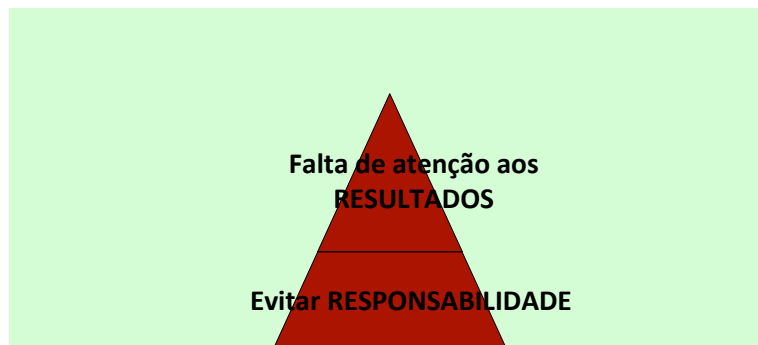 Falta de atenção aos
RESULTADOS
Evitar RESPONSABILIDADE